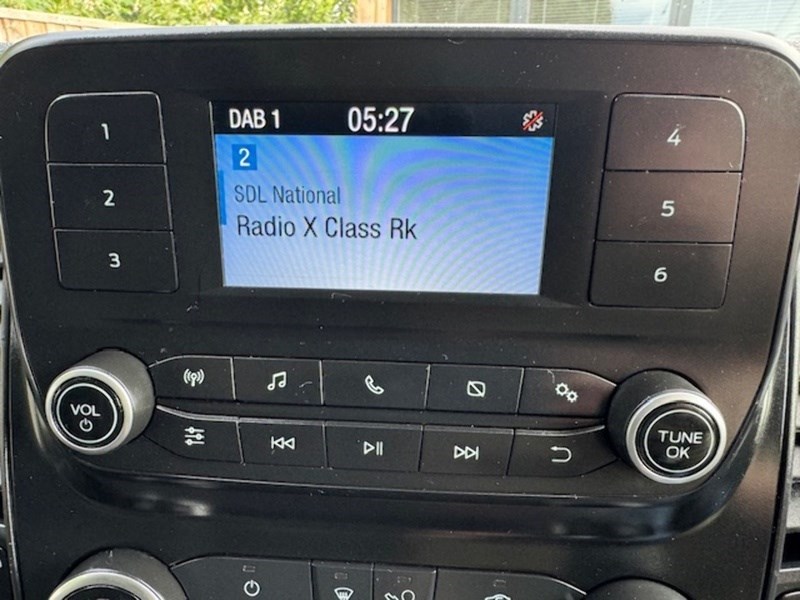 DAB 1 05:27
2
SDL National
Radio X Class Rk
1
2
3
4
5
6
VOL
TUNE
OK